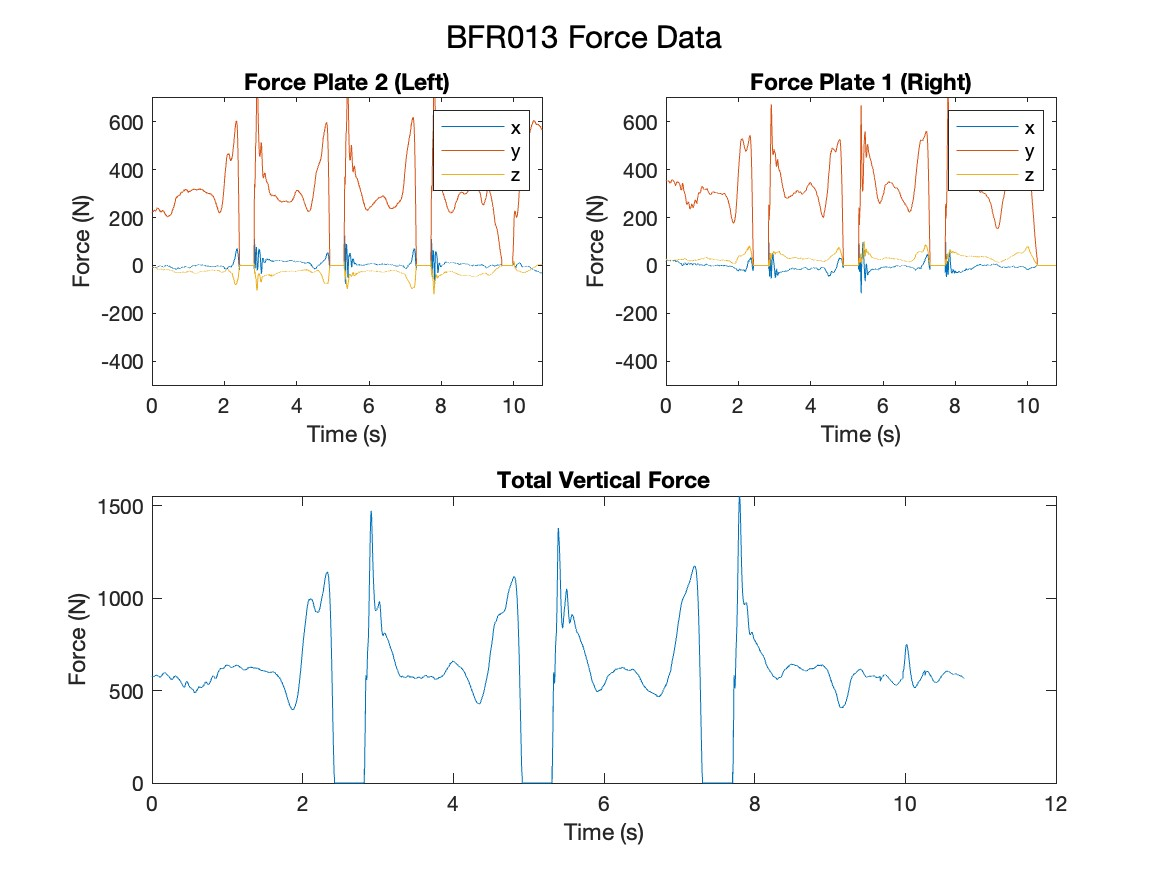 BFR013 Force Data
Force Plate 2 (Left)
Force (N)
600
400
200
0
-200
-400
x
y
z
0 2 4 6 8 10
Time (s)
Force Plate 1 (Right)
Force (N)
600
400
200
0
-200
-400
x
y
z
0 2 4 6 8 10
Time (s)
Total Vertical Force
Force (N)
1500
1000
500
0
0 2 4 6 8 10 12
Time (s)